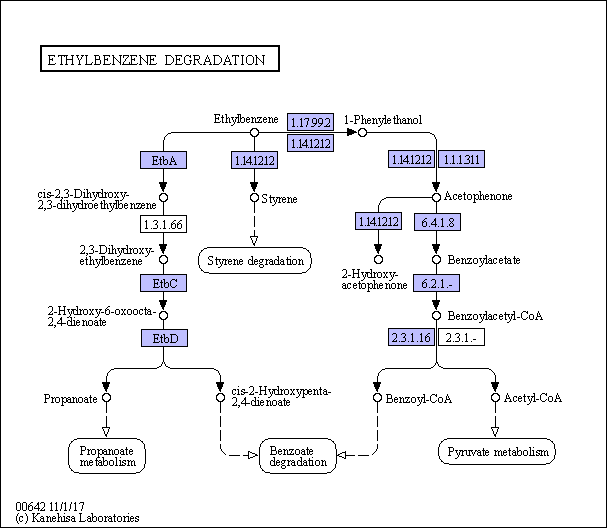 ETHYLBENZENE DEGRADATION
Ethylbenzene
1.17.99.2
1-Phenylethanol
1.14.12.12
EtbA
1.14.12.12
1.14.12.12
1.1.1.311
cis-2,3-Dihydroxy-
2,3-dihydroethylbenzene
Styrene
Acetophenone
1.3.1.66
1.14.12.12
6.4.1.8
2,3-Dihydroxy-
ethylbenzene
Styrene degradation
2-Hydroxy-
acetophenone
Benzoylacetate
EtbC
6.2.1.-
2-Hydroxy-6-oxoocta-
2,4-dienoate
Benzoylacetyl-CoA
EtbD
2.3.1.16
2.3.1.-
Propanoate
cis-2-Hydroxypenta-
2,4-dienoate
Benzoyl-CoA
Acetyl-CoA
Propanoate
metabolism
Benzoate
degradation
Pyruvate metabolism
00642 11/1/17
(c) Kanehisa Laboratories